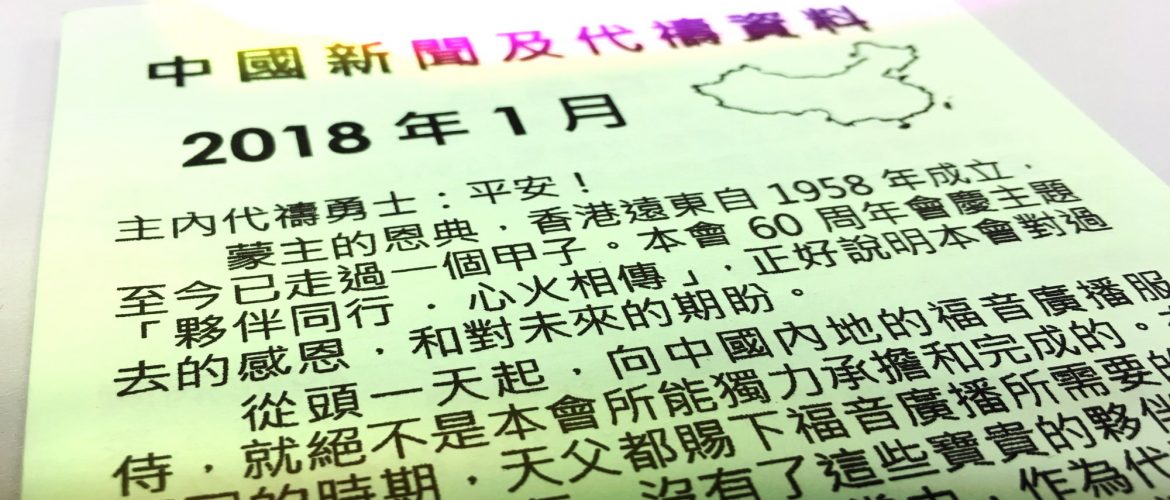 中國新聞及代禱資料
2018 年 1 月
主內代禱勇士：平安！
蒙主的恩典，香港遠東自 1958 年成立，
至今已走過一個甲子。本會 60 周年會慶主題
「夥伴同行．心火相傳」，正好說明本會對過
去的感恩，和對未來的期盼。
從頭一天起，向中國內地的福音廣播服
侍，就絕不是本會所能獨力承擔和完成的。
的時期，天父都賜下福音廣播所需要的
沒有了這些寶貴的夥伴
作為代